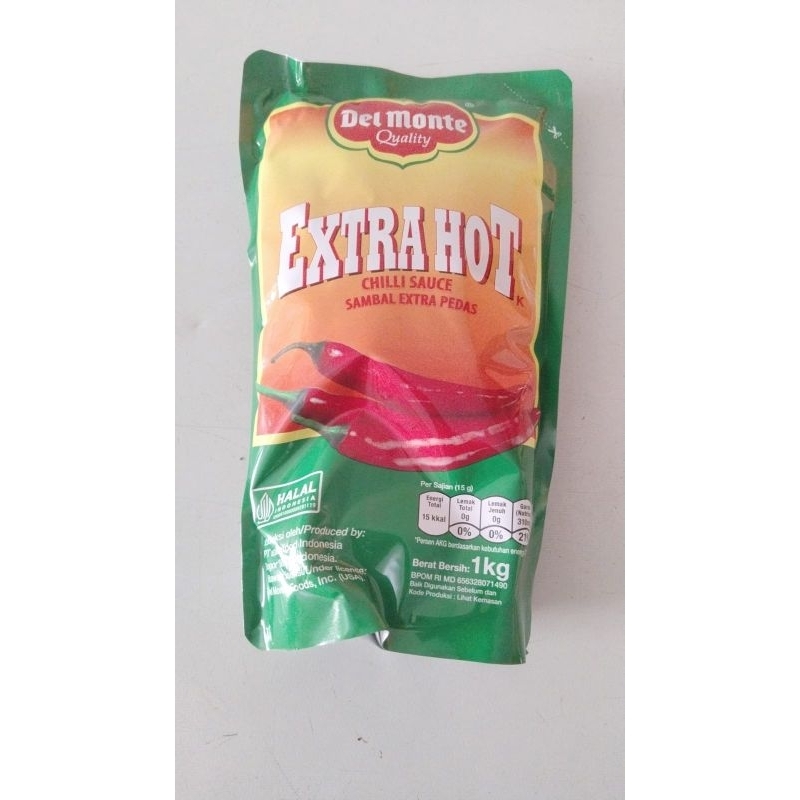 Del Monte
®
Quality
EXTRA HOT
CHILLI SAUCE
SAMBAL EXTRA PEDAS
K
HALAL
INDONESIA
Per Sajian (15 g)
Energi Total
15 kkal
Lemak Total
0g
0%
Lemak Jenuh
0g
0%
oleh/Produced by:
Indonesia
Under license:
Foods, Inc. (USA).
*Persen AKG berdasarkan kebutuhan
Berat Bersih: 1kg
BPOM RI MD 656328071490
Baik Digunakan Sebelum dan
Kode Produksi : Lihat Kemasan